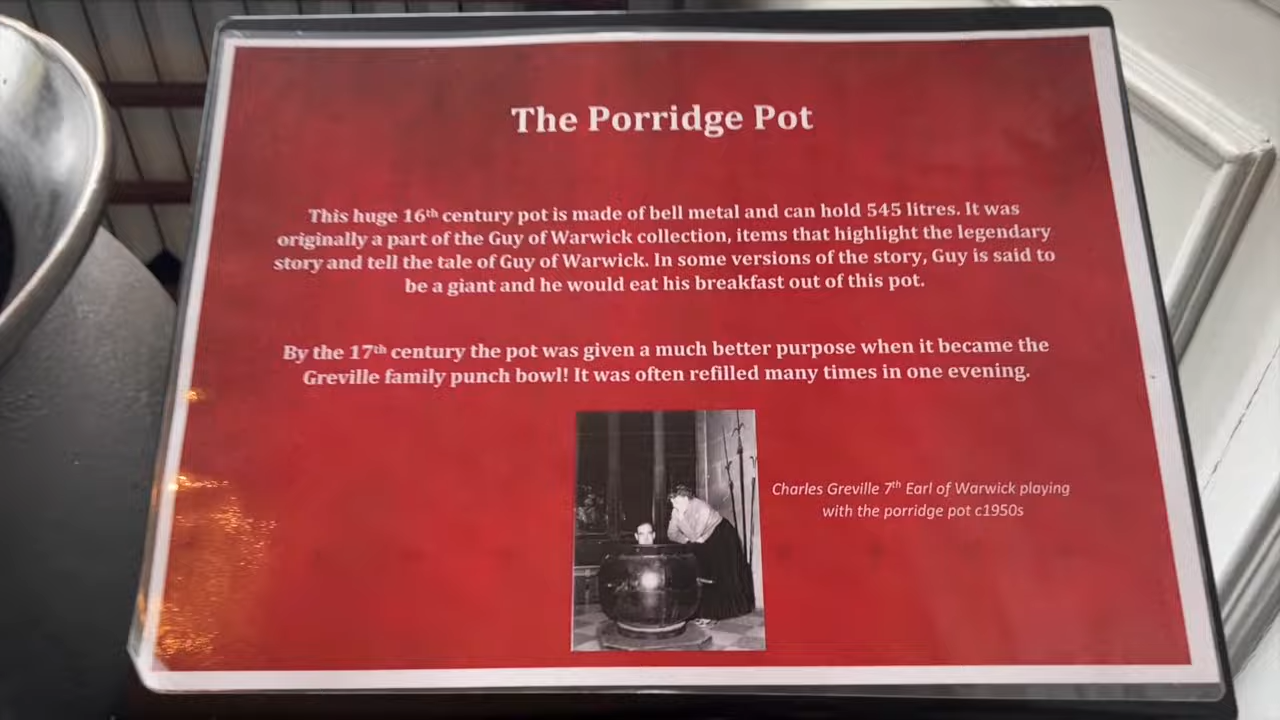 The Porridge Pot
This huge 16th century pot is made of bell metal and can hold 545 litres. It was
originally a part of the Guy of Warwick collection, items that highlight the legendary
story and tell the tale of Guy of Warwick. In some versions of the story, Guy is said to
be a giant and he would eat his breakfast out of this pot.
By the 17th century the pot was given a much better purpose when it became the
Greville family punch bowl! It was often refilled many times in one evening.
Charles Greville 7th Earl of Warwick playing
with the porridge pot c1950s